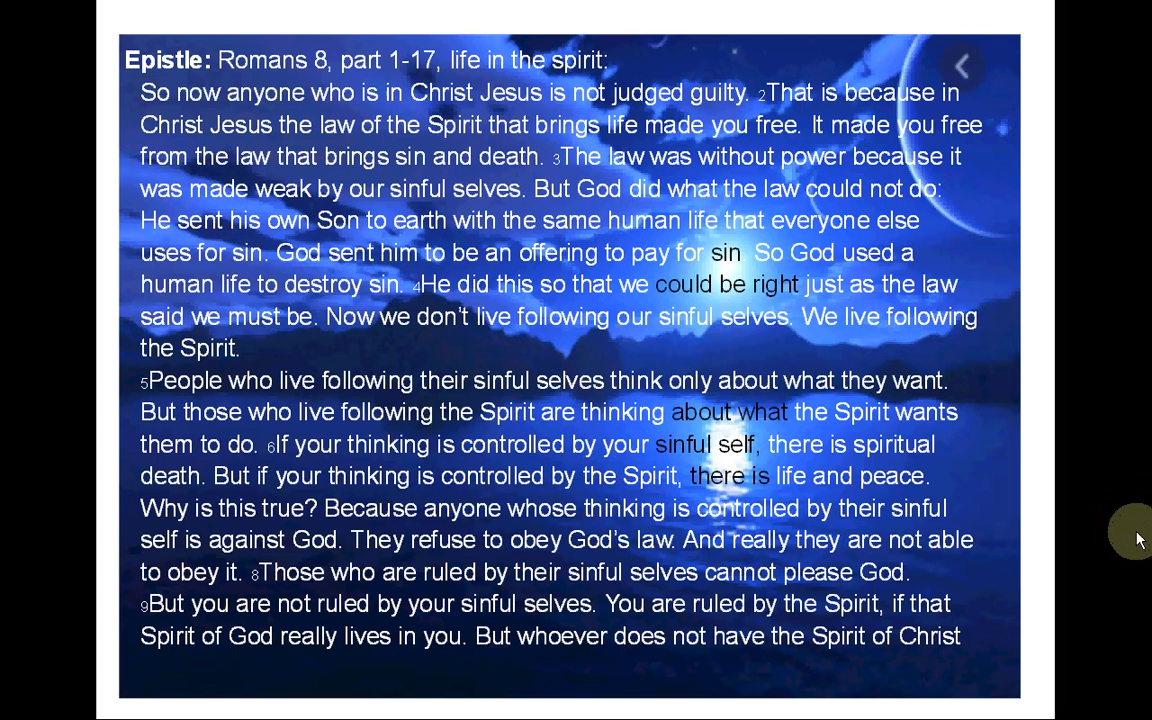 Epistle: Romans 8, part 1-17, life in the spirit:
So now anyone who is in Christ Jesus is not judged guilty. 2That is because in
Christ Jesus the law of the Spirit that brings life made you free. It made you free
from the law that brings sin and death. 3The law was without power because it
was made weak by our sinful selves. But God did what the law could not do:
He sent his own Son to earth with the same human life that everyone else
uses for sin. God sent him to be an offering to pay for sin. So God used a
human life to destroy sin. 4He did this so that we could be right just as the law
said we must be. Now we don’t live following our sinful selves. We live following
the Spirit.
5People who live following their sinful selves think only about what they want.
But those who live following the Spirit are thinking about what the Spirit wants
them to do. 6If your thinking is controlled by your sinful self, there is spiritual
death. But if your thinking is controlled by the Spirit, there is life and peace.
Why is this true? Because anyone whose thinking is controlled by their sinful
self is against God. They refuse to obey God’s law. And really they are not able
to obey it. 8Those who are ruled by their sinful selves cannot please God.
9But you are not ruled by your sinful selves. You are ruled by the Spirit, if that
Spirit of God really lives in you. But whoever does not have the Spirit of Christ